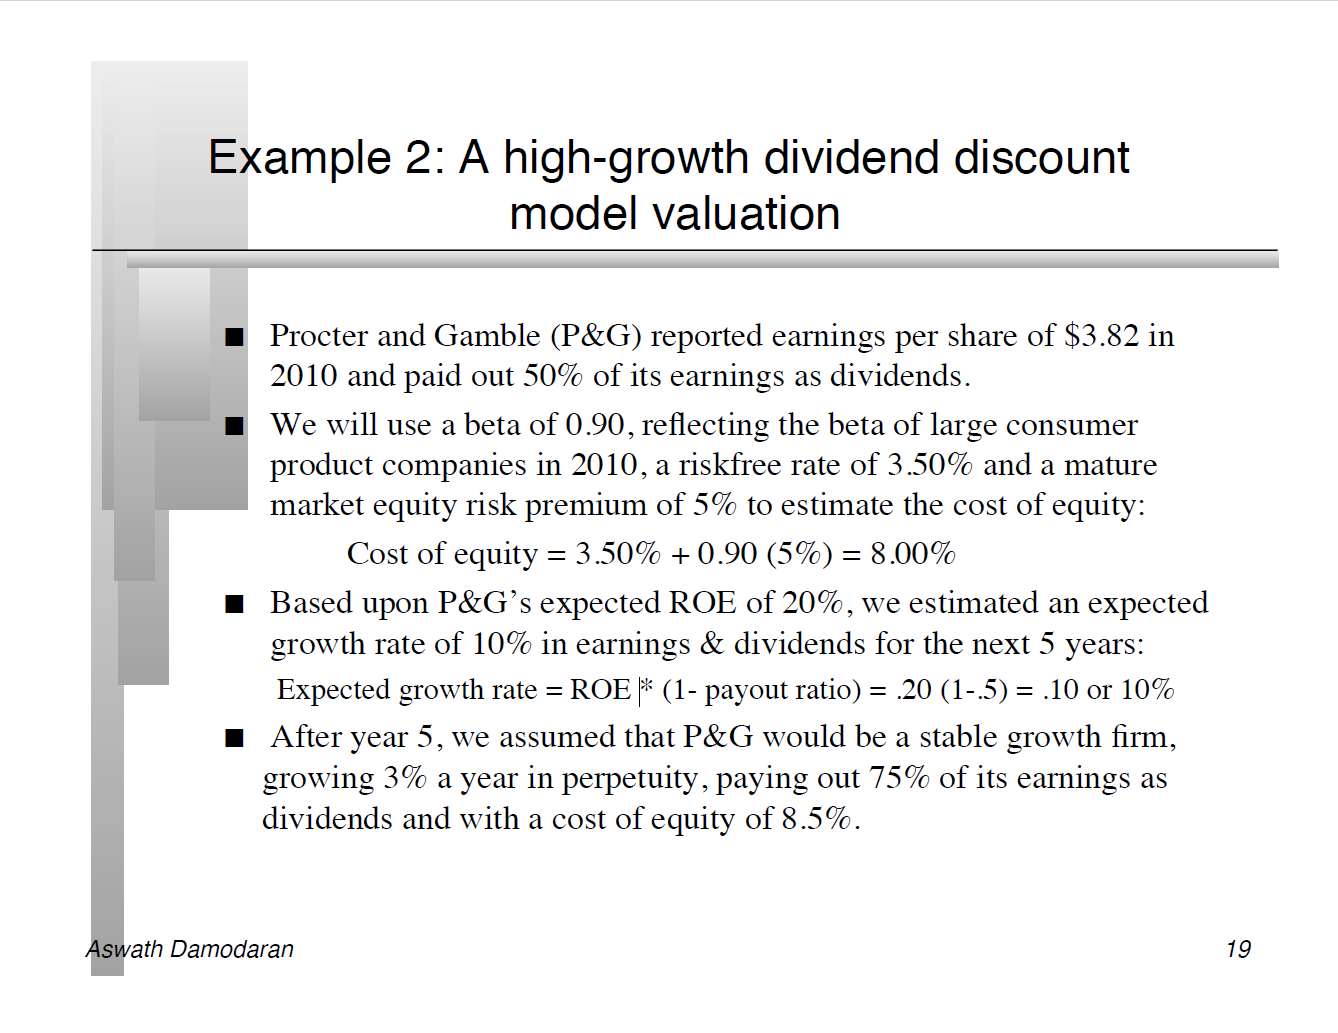 Example 2: A high-growth dividend discount
model valuation
■ Procter and Gamble (P&G) reported earnings per share of $3.82 in
2010 and paid out 50% of its earnings as dividends.
■ We will use a beta of 0.90, reflecting the beta of large consumer
product companies in 2010, a riskfree rate of 3.50% and a mature
market equity risk premium of 5% to estimate the cost of equity:
Cost of equity = 3.50% + 0.90 (5%) = 8.00%
■ Based upon P&G’s expected ROE of 20%, we estimated an expected
growth rate of 10% in earnings & dividends for the next 5 years:
Expected growth rate = ROE * (1- payout ratio) = .20 (1-.5) = .10 or 10%
■ After year 5, we assumed that P&G would be a stable growth firm,
growing 3% a year in perpetuity, paying out 75% of its earnings as
dividends and with a cost of equity of 8.5%.
Aswath Damodaran 19